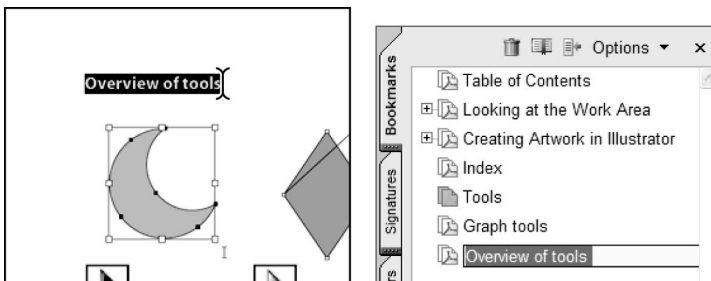 Overview of tools
Options
Bookmarks
Signatures
Table of Contents
Looking at the Work Area
Creating Artwork in Illustrator
Index
Tools
Graph tools
Overview of tools